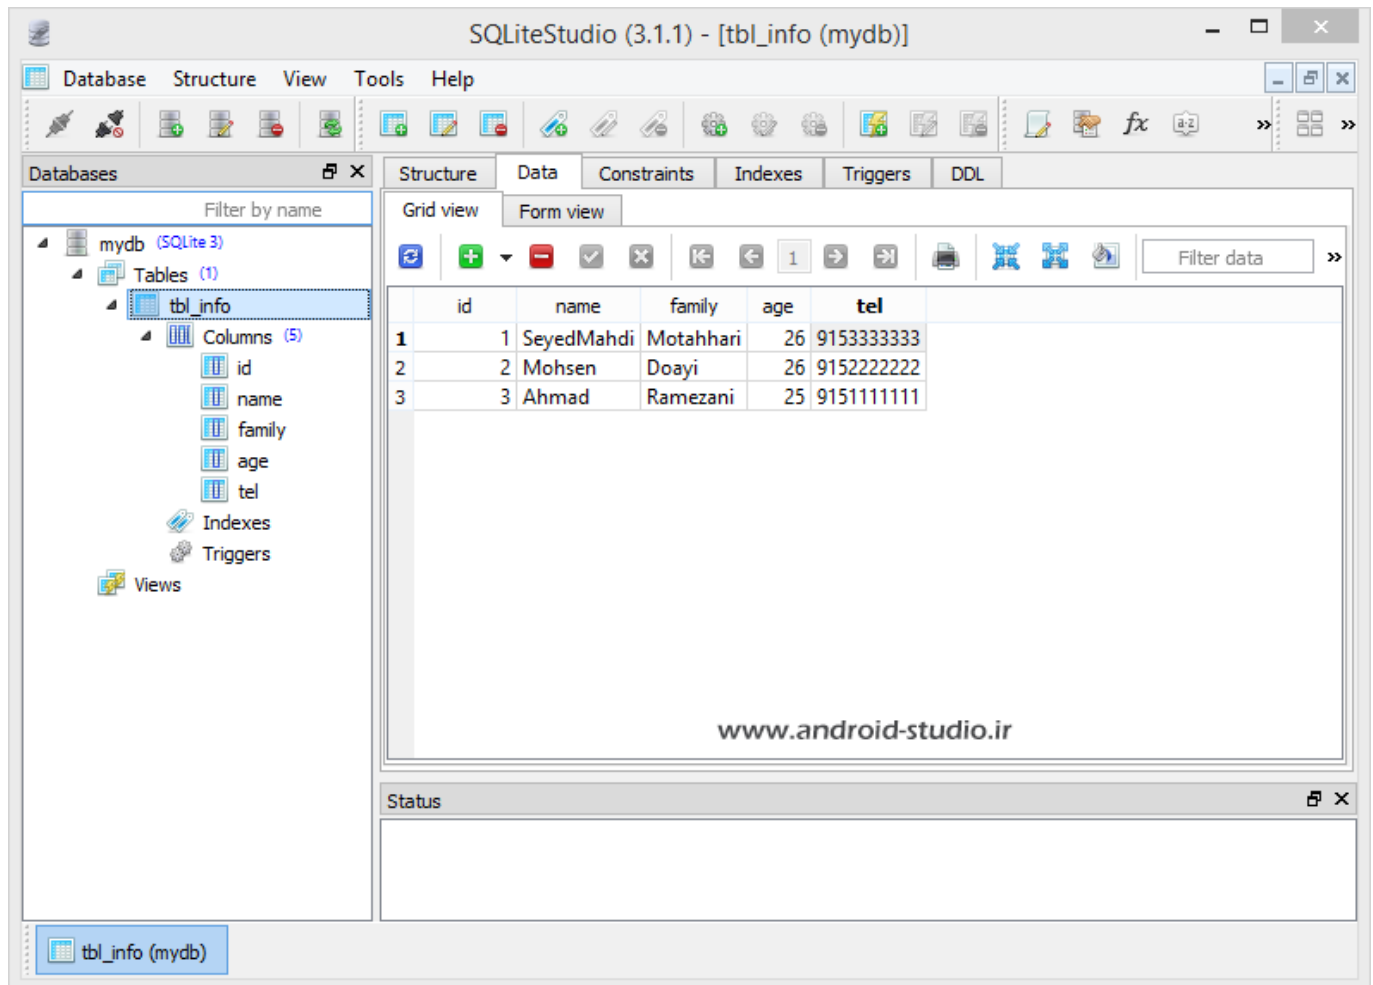 SQLiteStudio (3.1.1) - [tbl_info (mydb)]
Database Structure View Tools Help
Databases
Filter by name
mydb (SQLite 3)
Tables (1)
tbl_info
Columns (5)
id
name
family
age
tel
Indexes
Triggers
Views
Structure Data Constraints Indexes Triggers DDL
Grid view Form view
1 Filter data
id name family age tel
1 1 SeyedMahdi Motahhari 26 9153333333
2 2 Mohsen Doayi 26 9152222222
3 3 Ahmad Ramezani 25 9151111111
www.android-studio.ir
Status
tbl_info (mydb)